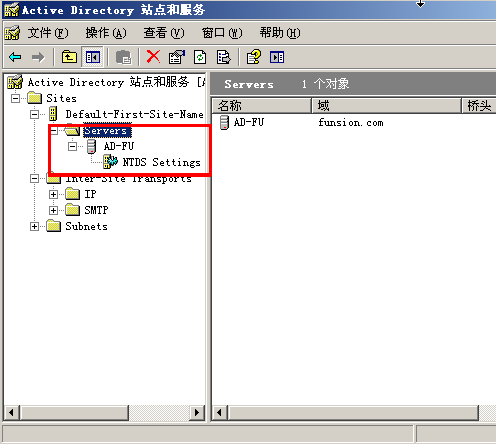 Active Directory 站点和服务
文件(F) 操作(A) 查看(V) 窗口(W) 帮助(H)
Active Directory 站点和服务 [A
Sites
Default-First-Site-Name
Servers
AD-FU
NTDS Settings
Inter-Site Transports
IP
SMTP
Subnets
Servers 1 个对象
名称 域 桥头
AD-FU funsion.com